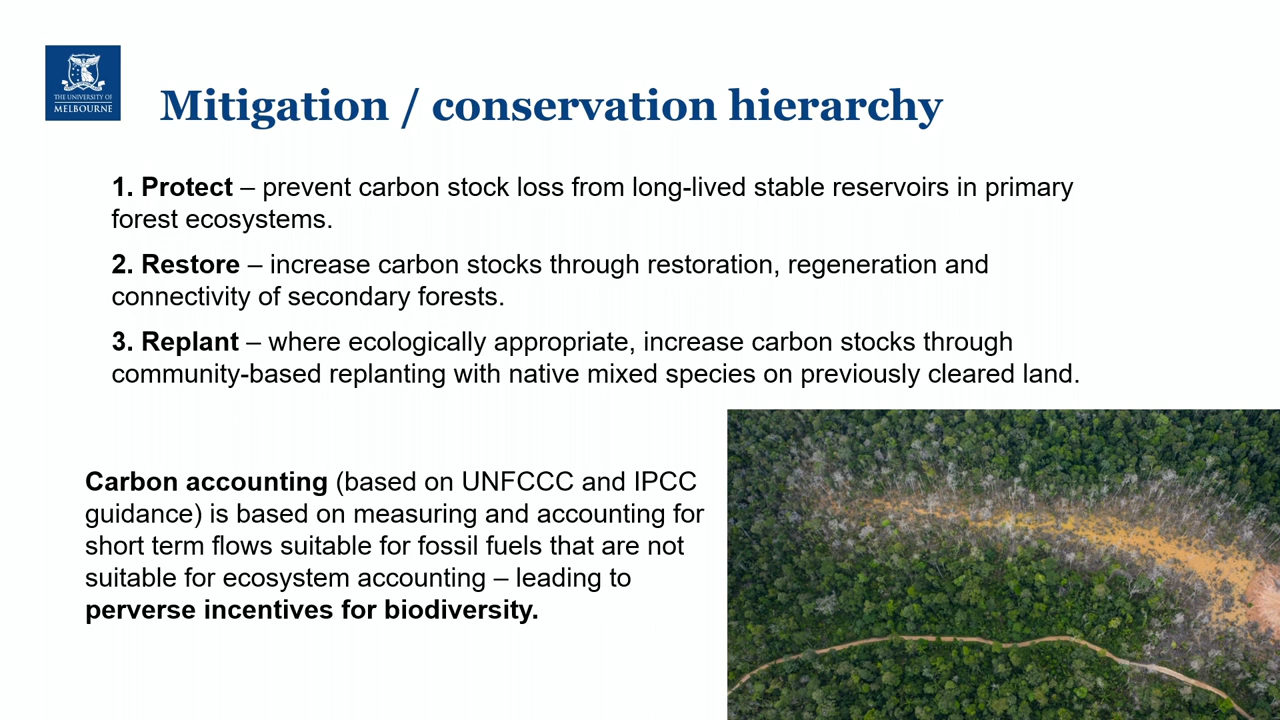 THE UNIVERSITY OF
MELBOURNE
Mitigation / conservation hierarchy
1. Protect – prevent carbon stock loss from long-lived stable reservoirs in primary
forest ecosystems.
2. Restore – increase carbon stocks through restoration, regeneration and
connectivity of secondary forests.
3. Replant – where ecologically appropriate, increase carbon stocks through
community-based replanting with native mixed species on previously cleared land.
Carbon accounting (based on UNFCCC and IPCC
guidance) is based on measuring and accounting for
short term flows suitable for fossil fuels that are not
suitable for ecosystem accounting – leading to
perverse incentives for biodiversity.